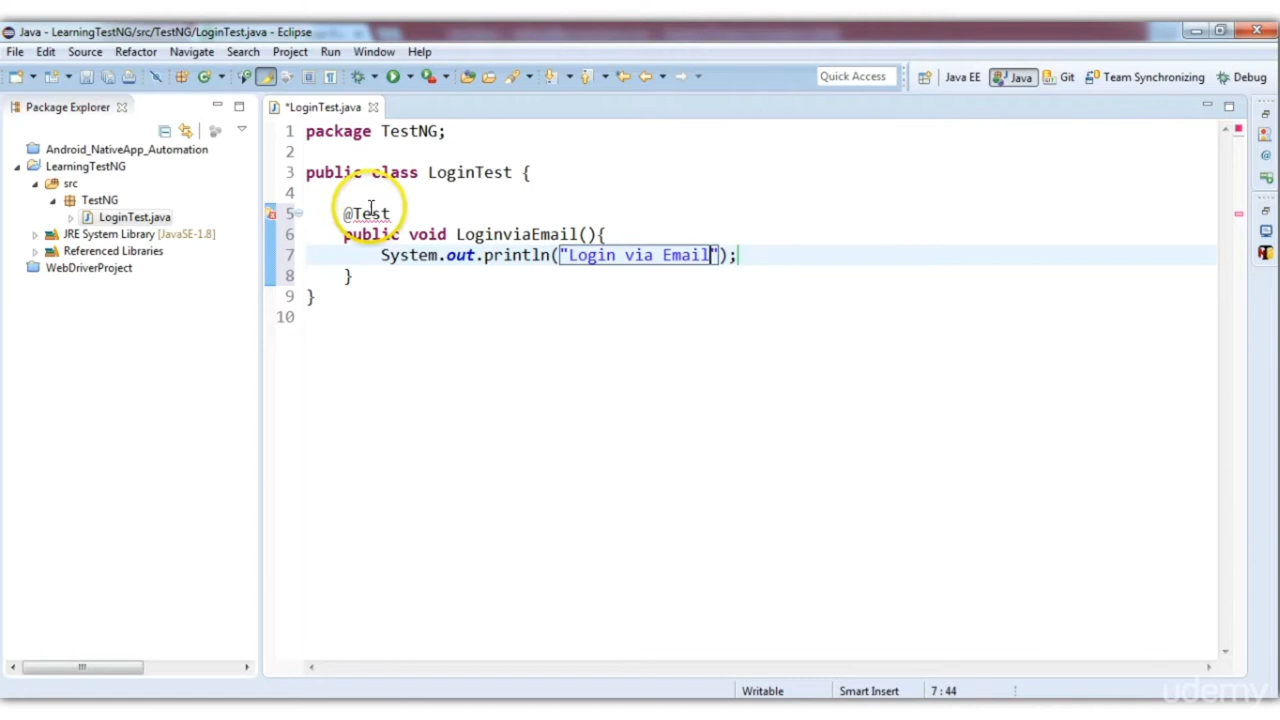 Java - LearningTestNG/src/TestNG/LoginTest.java - Eclipse
File Edit Source Refactor Navigate Search Project Run Window Help
Quick Access Java EE Java Git Team Synchronizing Debug
Package Explorer
*LoginTest.java
Android_NativeApp_Automation
LearningTestNG
src
TestNG
LoginTest.java
JRE System Library [JavaSE-1.8]
Referenced Libraries
WebDriverProject
1 package TestNG;
2
3 public class LoginTest {
4
5 @Test
6 public void LoginviaEmail(){
7 System.out.println("Login via Email");
8 }
9 }
10
Writable Smart Insert 7 : 44
udemy